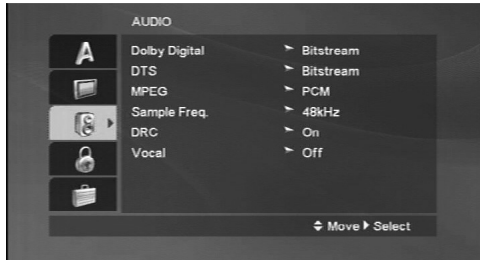 AUDIO
A
Dolby Digital Bitstream
DTS Bitstream
MPEG PCM
Sample Freq. 48kHz
DRC On
Vocal Off
Move Select